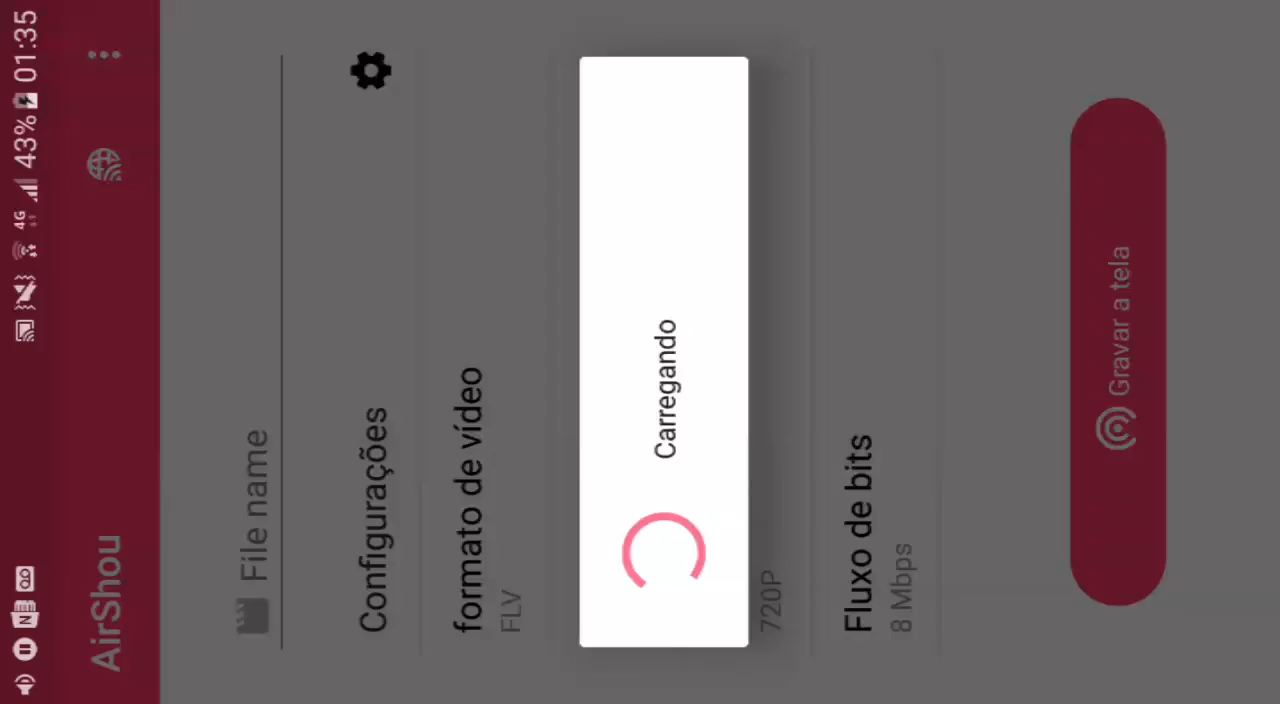 4G 43% 01:35
AirShou
File name
Configurações
formato de vídeo
FLV
Carregando
720P
Fluxo de bits
8 Mbps
Gravar a tela